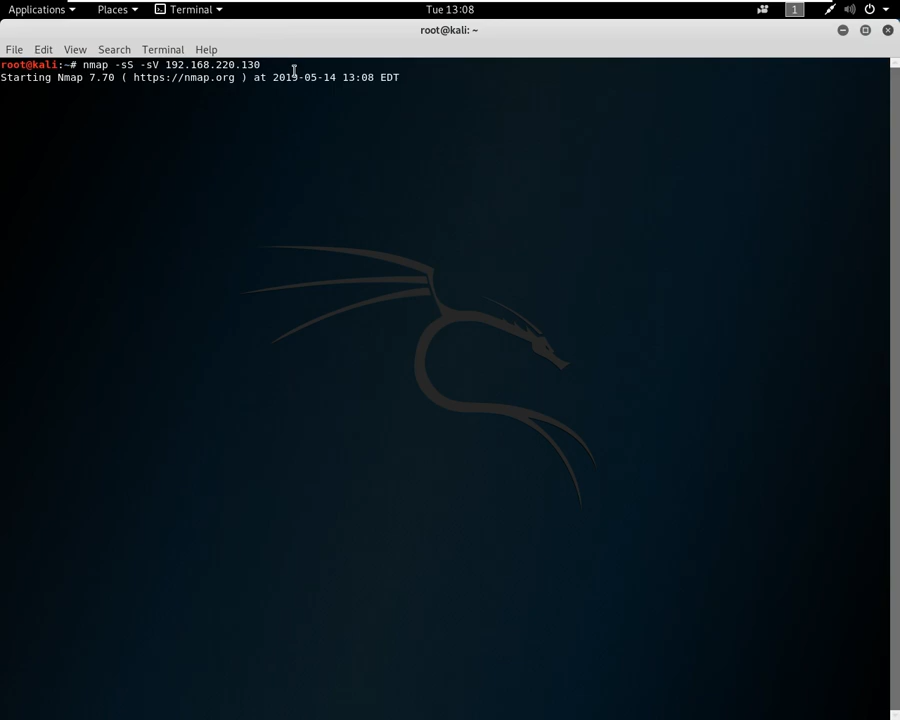 Applications Places Terminal Tue 13:08 1
root@kali: ~
File Edit View Search Terminal Help
root@kali:~# nmap -sS -sV 192.168.220.130
Starting Nmap 7.70 ( https://nmap.org ) at 2019-05-14 13:08 EDT